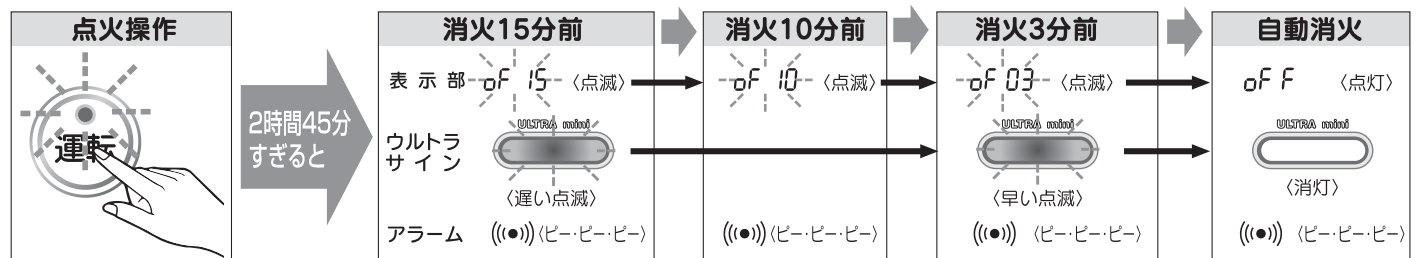 点火操作
運転
2時間45分
すぎると
消火15分前
表示部 oF 15 〈点滅〉
ULTRA mini
ウルトラ
サイン
〈遅い点滅〉
アラーム 〈ピー・ピー・ピー〉
消火10分前
oF 10 〈点滅〉
〈ピー・ピー・ピー〉
消火3分前
oF 03 〈点滅〉
ULTRA mini
〈早い点滅〉
〈ピー・ピー・ピー〉
自動消火
oFF 〈点灯〉
ULTRA mini
〈消灯〉
〈ピー・ピー・ピー〉